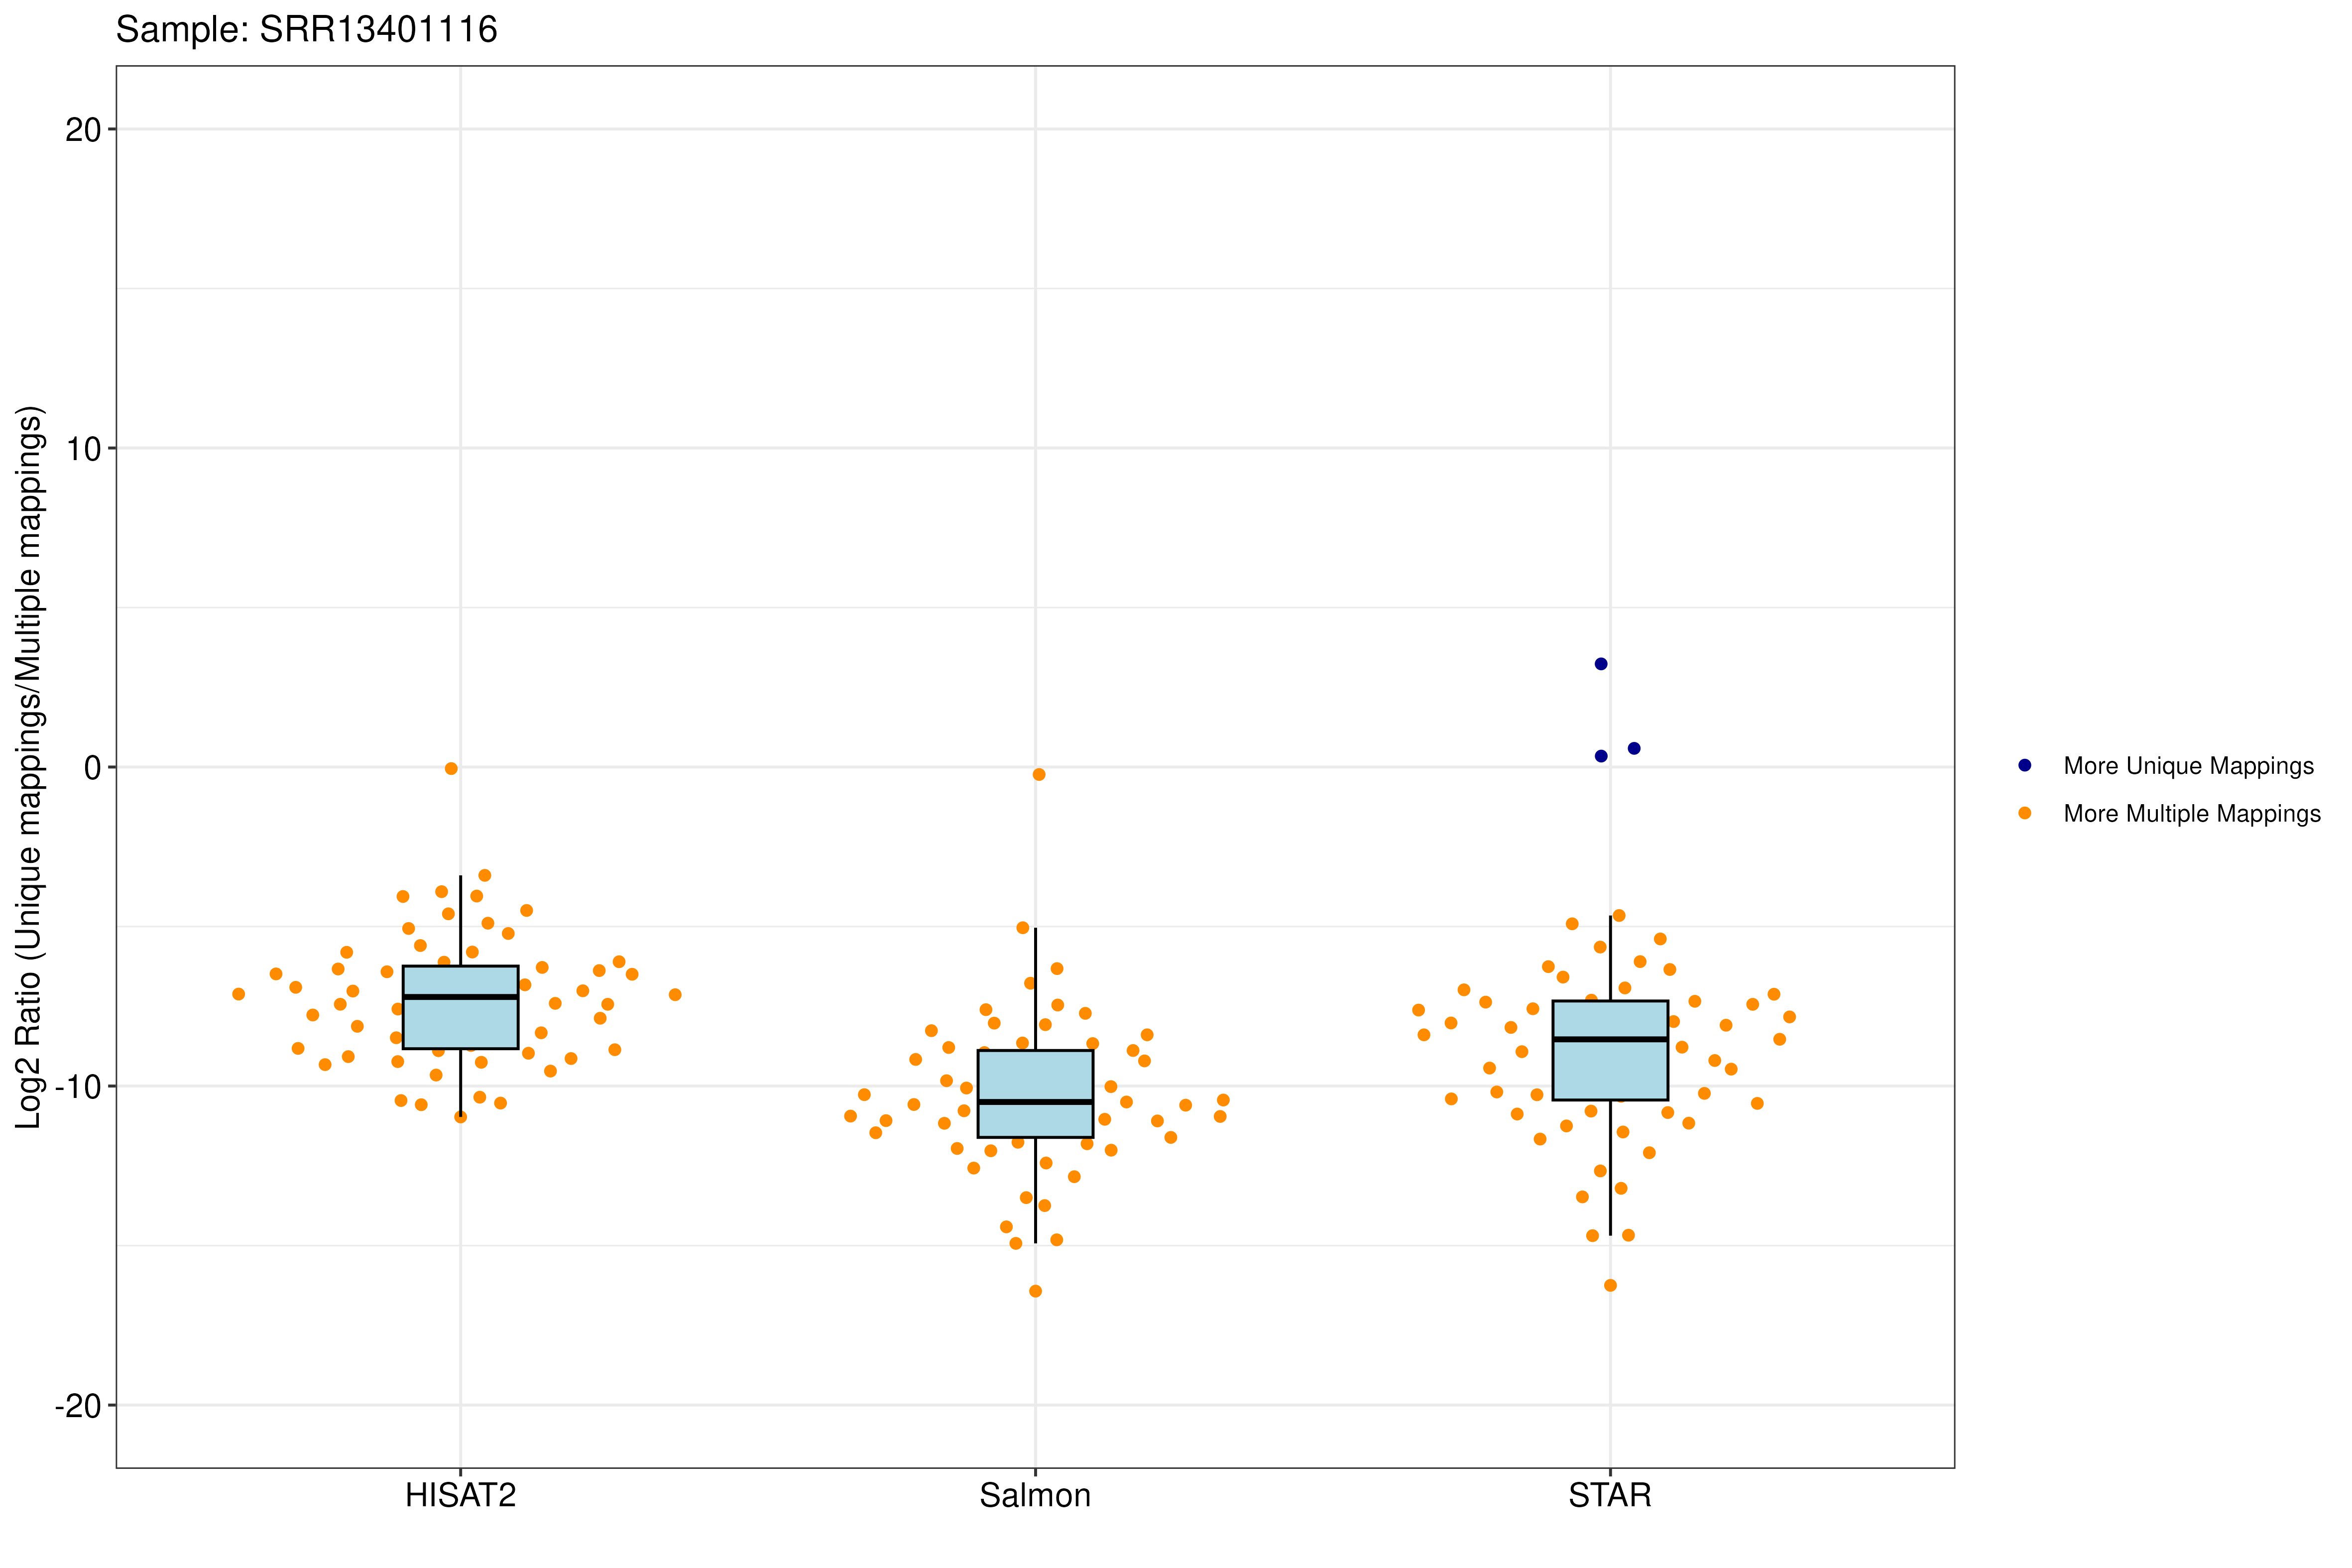 Sample: SRR13401116
Log2 Ratio (Unique mappings/Multiple mappings)
20
10
0
-10
-20
HISAT2
Salmon
STAR
More Unique Mappings
More Multiple Mappings